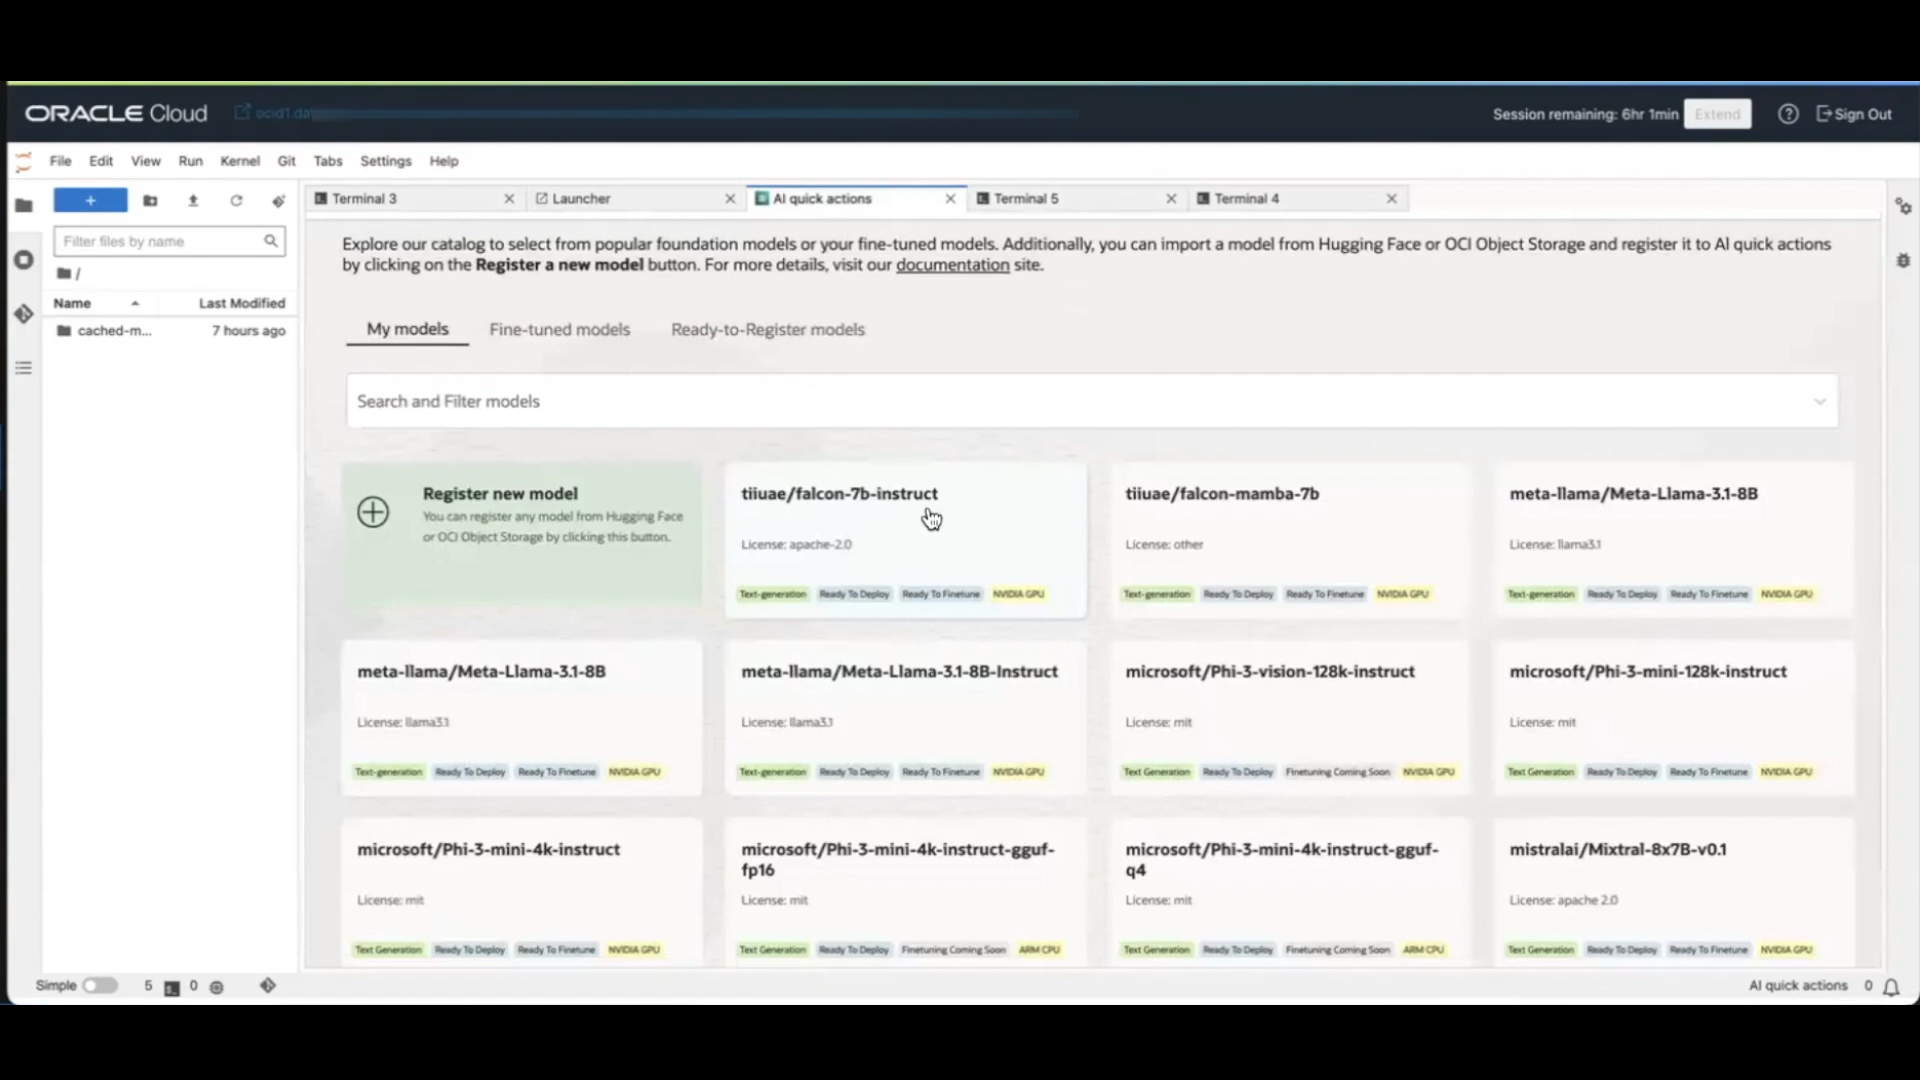 ORACLE Cloud
ocid1.da
Session remaining: 6hr 1min
Extend
Sign Out
File Edit View Run Kernel Git Tabs Settings Help
Terminal 3
Launcher
AI quick actions
Terminal 5
Terminal 4
Filter files by name
/
Name
Last Modified
cached-m...
7 hours ago
Explore our catalog to select from popular foundation models or your fine-tuned models. Additionally, you can import a model from Hugging Face or OCI Object Storage and register it to AI quick actions
by clicking on the Register a new model button. For more details, visit our documentation site.
My models
Fine-tuned models
Ready-to-Register models
Search and Filter models
Register new model
You can register any model from Hugging Face
or OCI Object Storage by clicking this button.
tiiuae/falcon-7b-instruct
License: apache-2.0
Text-generation Ready To Deploy Ready To Finetune NVIDIA GPU
tiiuae/falcon-mamba-7b
License: other
Text-generation Ready To Deploy Ready To Finetune NVIDIA GPU
meta-llama/Meta-Llama-3.1-8B
License: llama3.1
Text-generation Ready To Deploy Ready To Finetune NVIDIA GPU
meta-llama/Meta-Llama-3.1-8B
License: llama3.1
Text-generation Ready To Deploy Ready To Finetune NVIDIA GPU
meta-llama/Meta-Llama-3.1-8B-Instruct
License: llama3.1
Text-generation Ready To Deploy Ready To Finetune NVIDIA GPU
microsoft/Phi-3-vision-128k-instruct
License: mit
Text Generation Ready To Deploy Finetuning Coming Soon NVIDIA GPU
microsoft/Phi-3-mini-128k-instruct
License: mit
Text Generation Ready To Deploy Ready To Finetune NVIDIA GPU
microsoft/Phi-3-mini-4k-instruct
License: mit
Text Generation Ready To Deploy Ready To Finetune NVIDIA GPU
microsoft/Phi-3-mini-4k-instruct-gguf-
fp16
License: mit
Text Generation Ready To Deploy Finetuning Coming Soon ARM CPU
microsoft/Phi-3-mini-4k-instruct-gguf-
q4
License: mit
Text Generation Ready To Deploy Finetuning Coming Soon ARM CPU
mistralai/Mixtral-8x7B-v0.1
License: apache 2.0
Text Generation Ready To Deploy Ready To Finetune NVIDIA GPU
Simple 5 0
AI quick actions 0